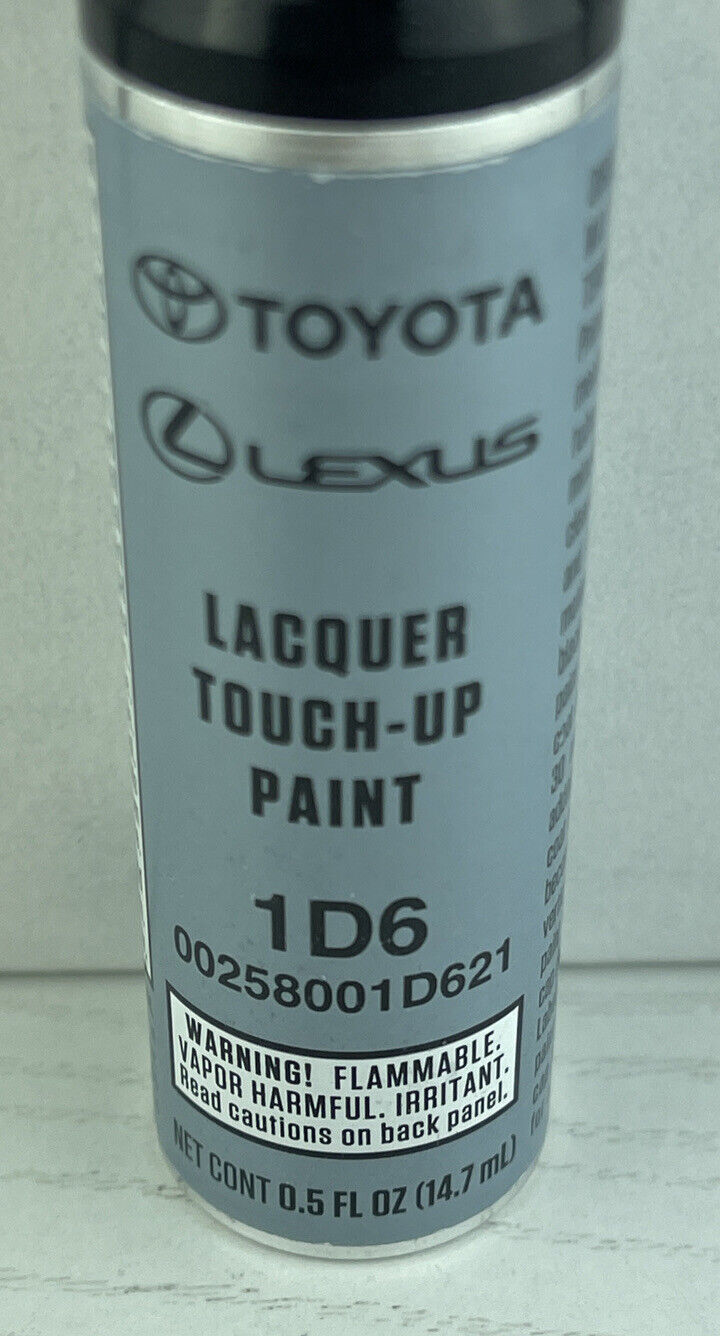 TOYOTA
LEXUS
LACQUER
TOUCH-UP
PAINT
1D6
00258001D621
WARNING! FLAMMABLE.
VAPOR HARMFUL. IRRITANT.
Read cautions on back panel.
NET CONT 0.5 FL OZ (14.7 mL)